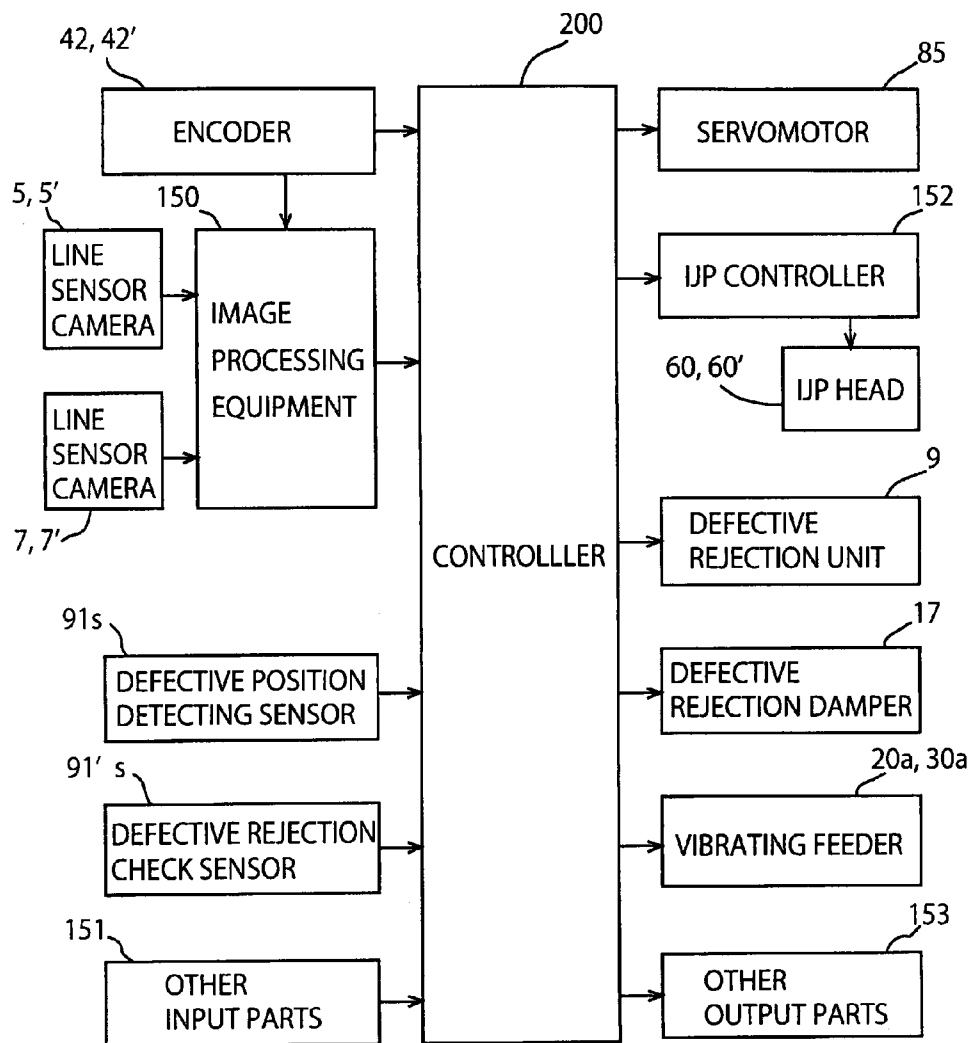 200
42, 42'
ENCODER
85
SERVOMOTOR
5, 5'
LINE
SENSOR
CAMERA
150
IMAGE
PROCESSING
EQUIPMENT
152
IJP CONTROLLER
60, 60'
IJP HEAD
LINE
SENSOR
CAMERA
7, 7'
CONTROLLLER
9
DEFECTIVE
REJECTION UNIT
91s
DEFECTIVE POSITION
DETECTING SENSOR
17
DEFECTIVE
REJECTION DAMPER
91' s
DEFECTIVE REJECTION
CHECK SENSOR
20a, 30a
VIBRATING FEEDER
151
OTHER
INPUT PARTS
153
OTHER
OUTPUT PARTS